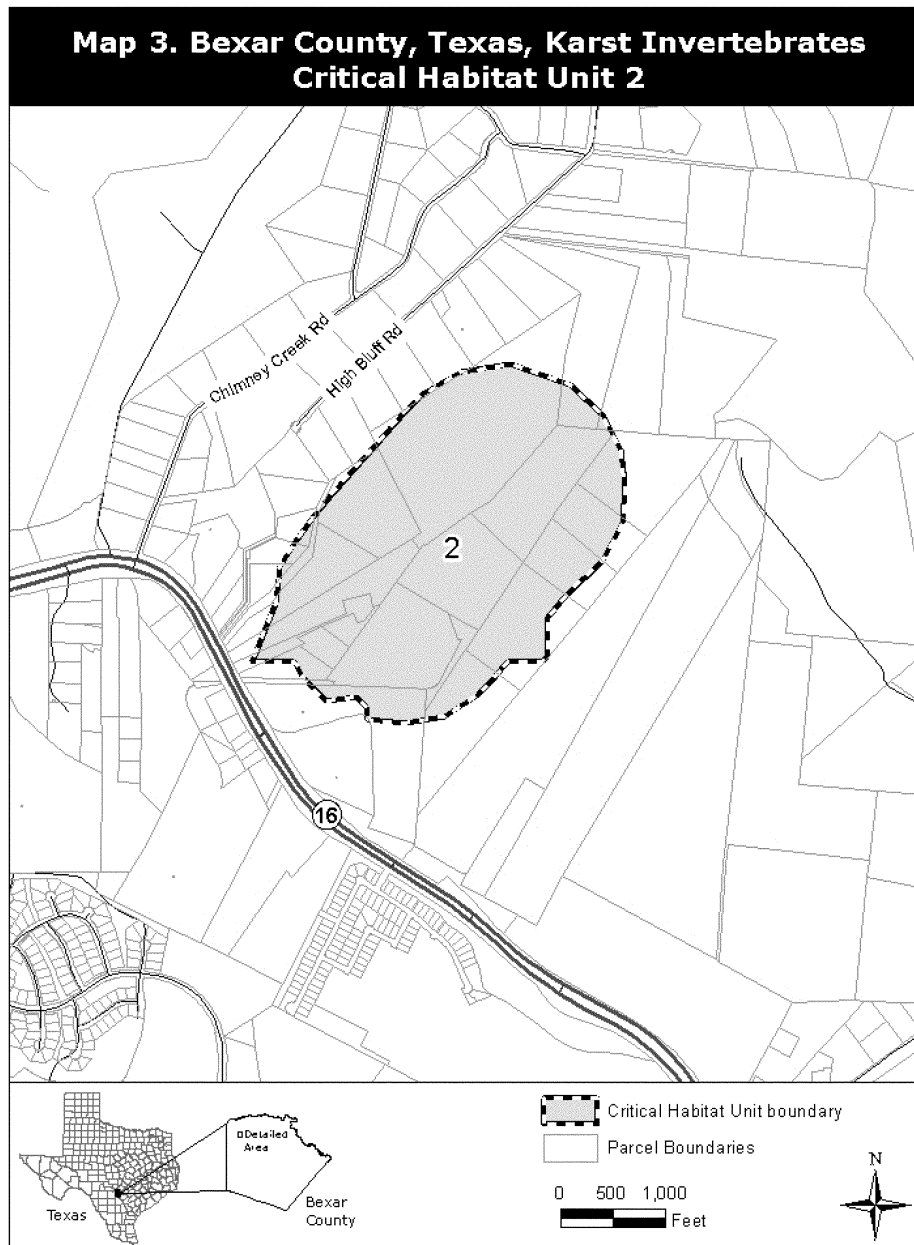 Map 3. Bexar County, Texas, Karst Invertebrates
Critical Habitat Unit 2
Chimney Creek Rd
High Bluff Rd
2
16
Detailed
Area
Texas
Bexar
County
Critical Habitat Unit boundary
Parcel Boundaries
0 500 1,000
Feet
N